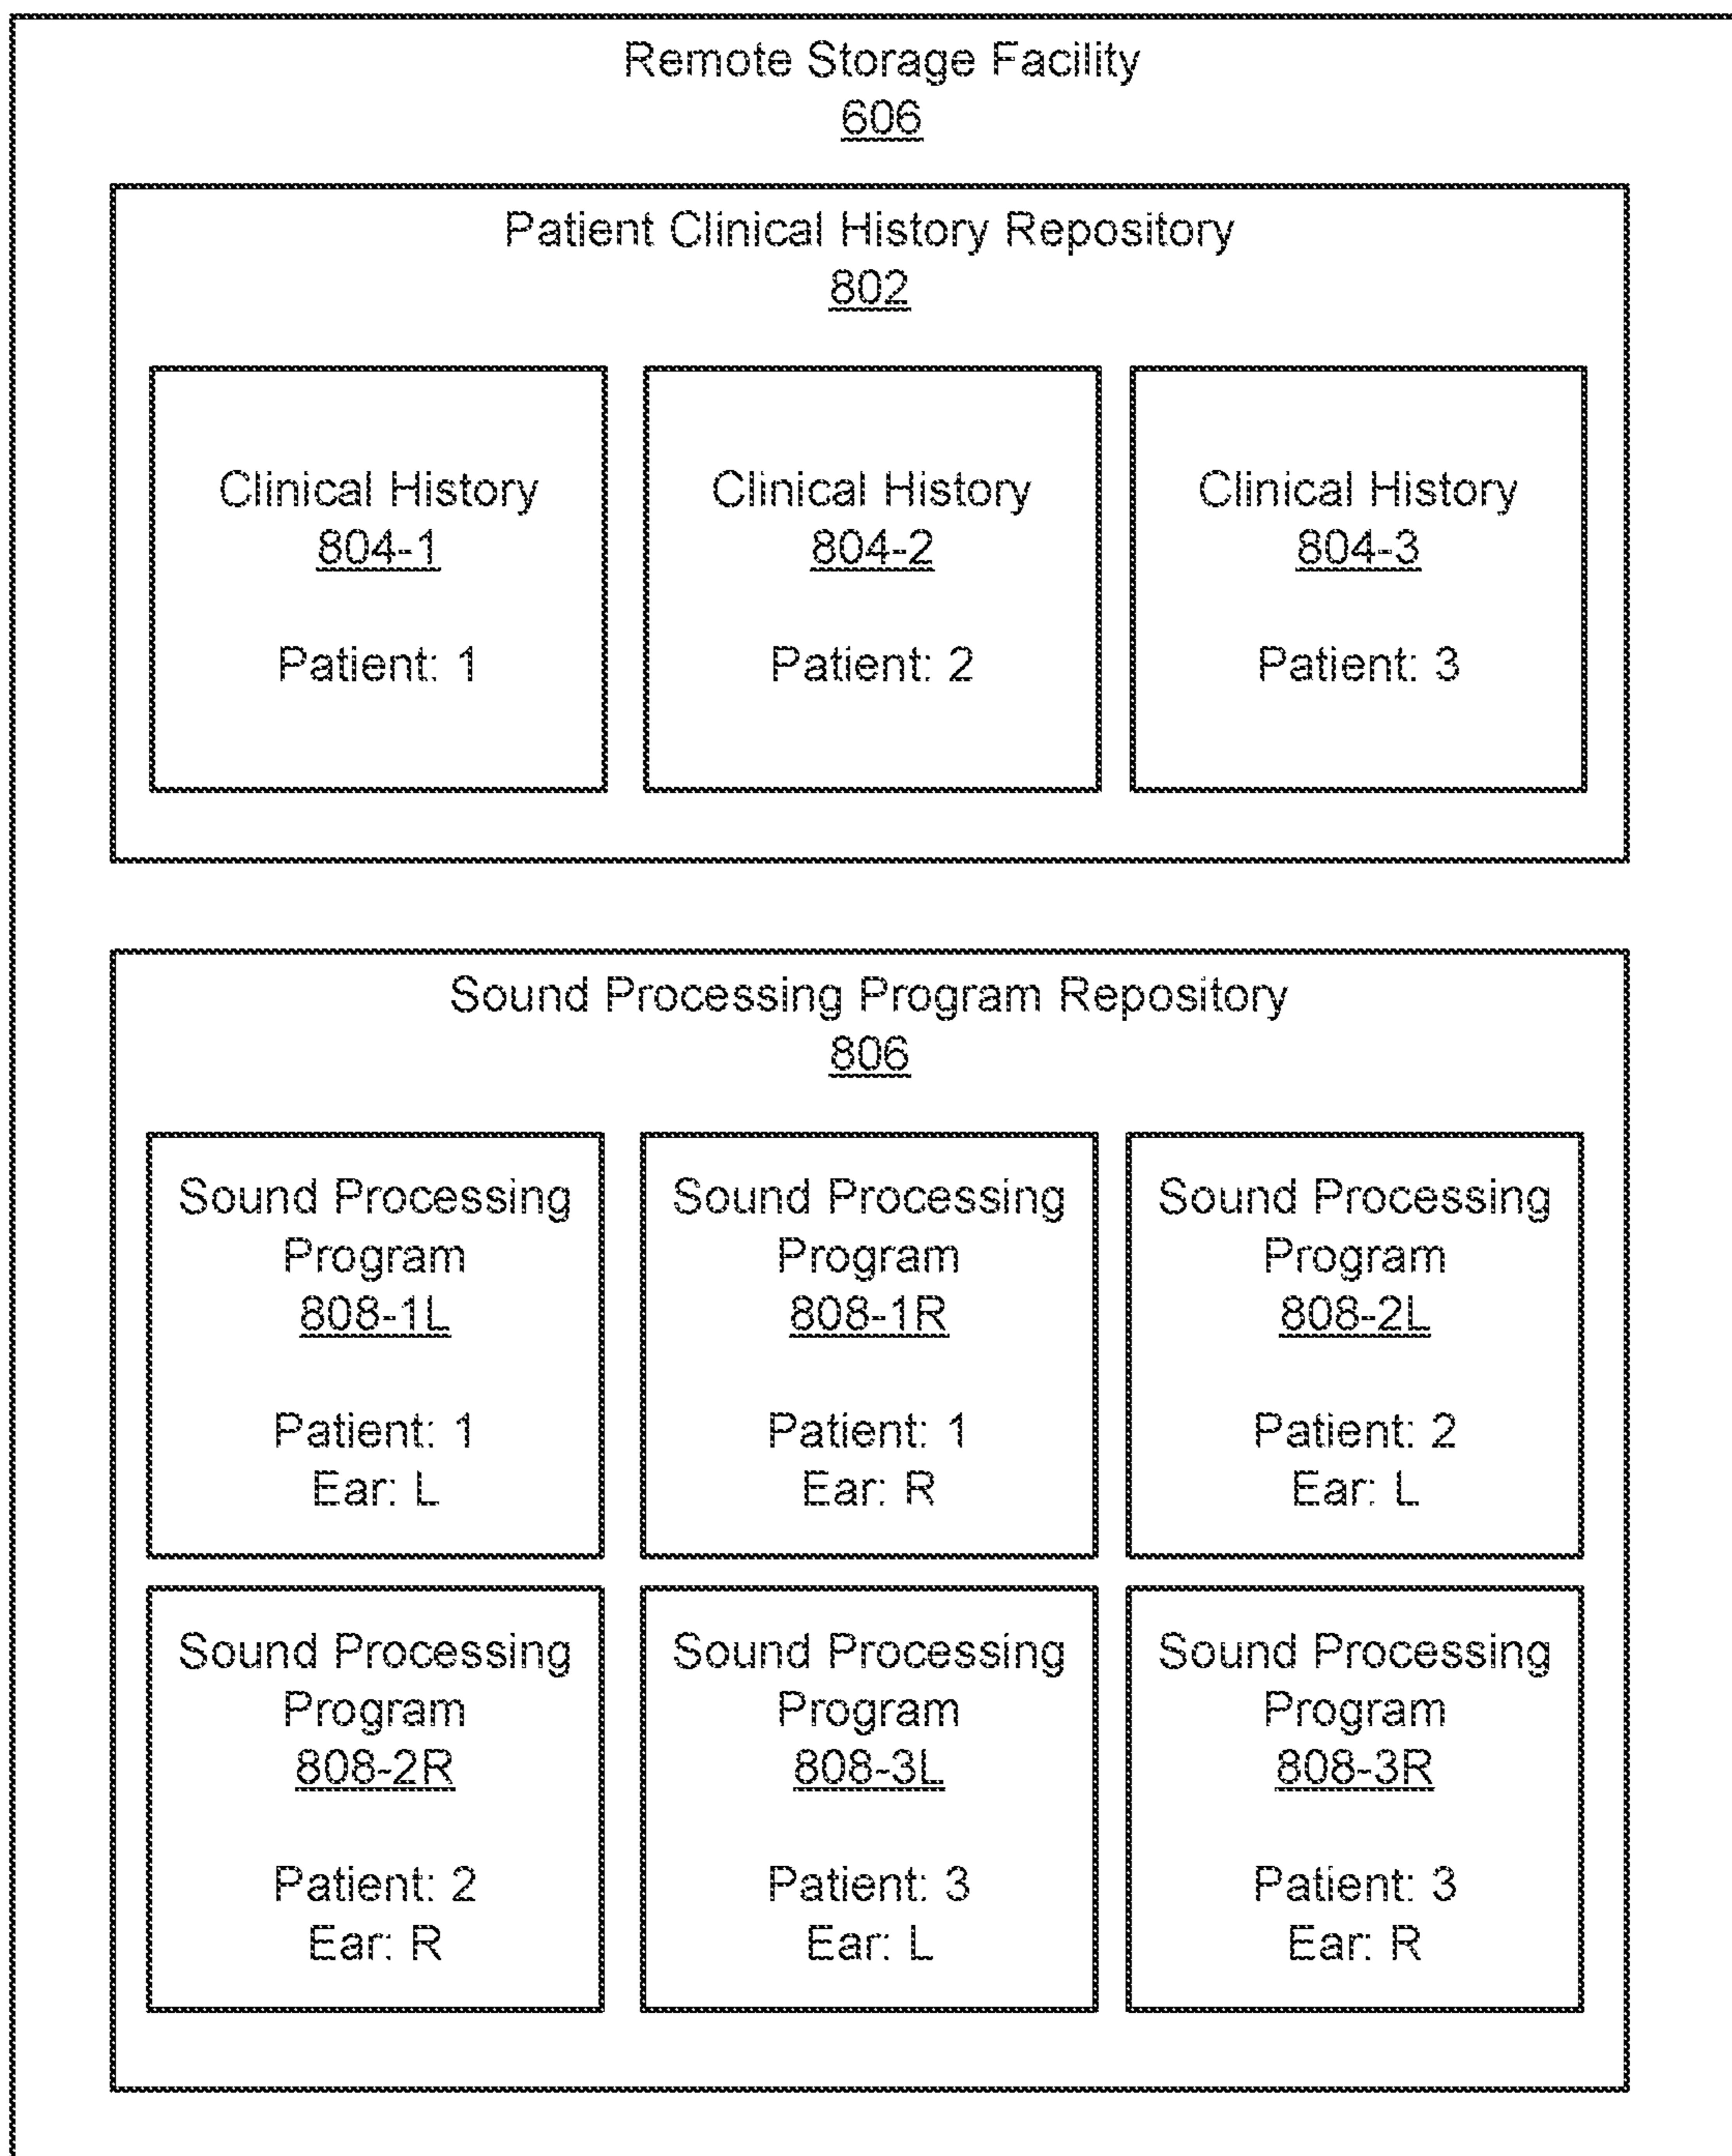 Remote Storage Facility
606
Patient Clinical History Repository
802
Clinical History
804-1
Patient: 1
Clinical History
804-2
Patient: 2
Clinical History
804-3
Patient: 3
Sound Processing Program Repository
806
Sound Processing
Program
808-1L
Patient: 1
Ear: L
Sound Processing
Program
808-1R
Patient: 1
Ear: R
Sound Processing
Program
808-2L
Patient: 2
Ear: L
Sound Processing
Program
808-2R
Patient: 2
Ear: R
Sound Processing
Program
808-3L
Patient: 3
Ear: L
Sound Processing
Program
808-3R
Patient: 3
Ear: R